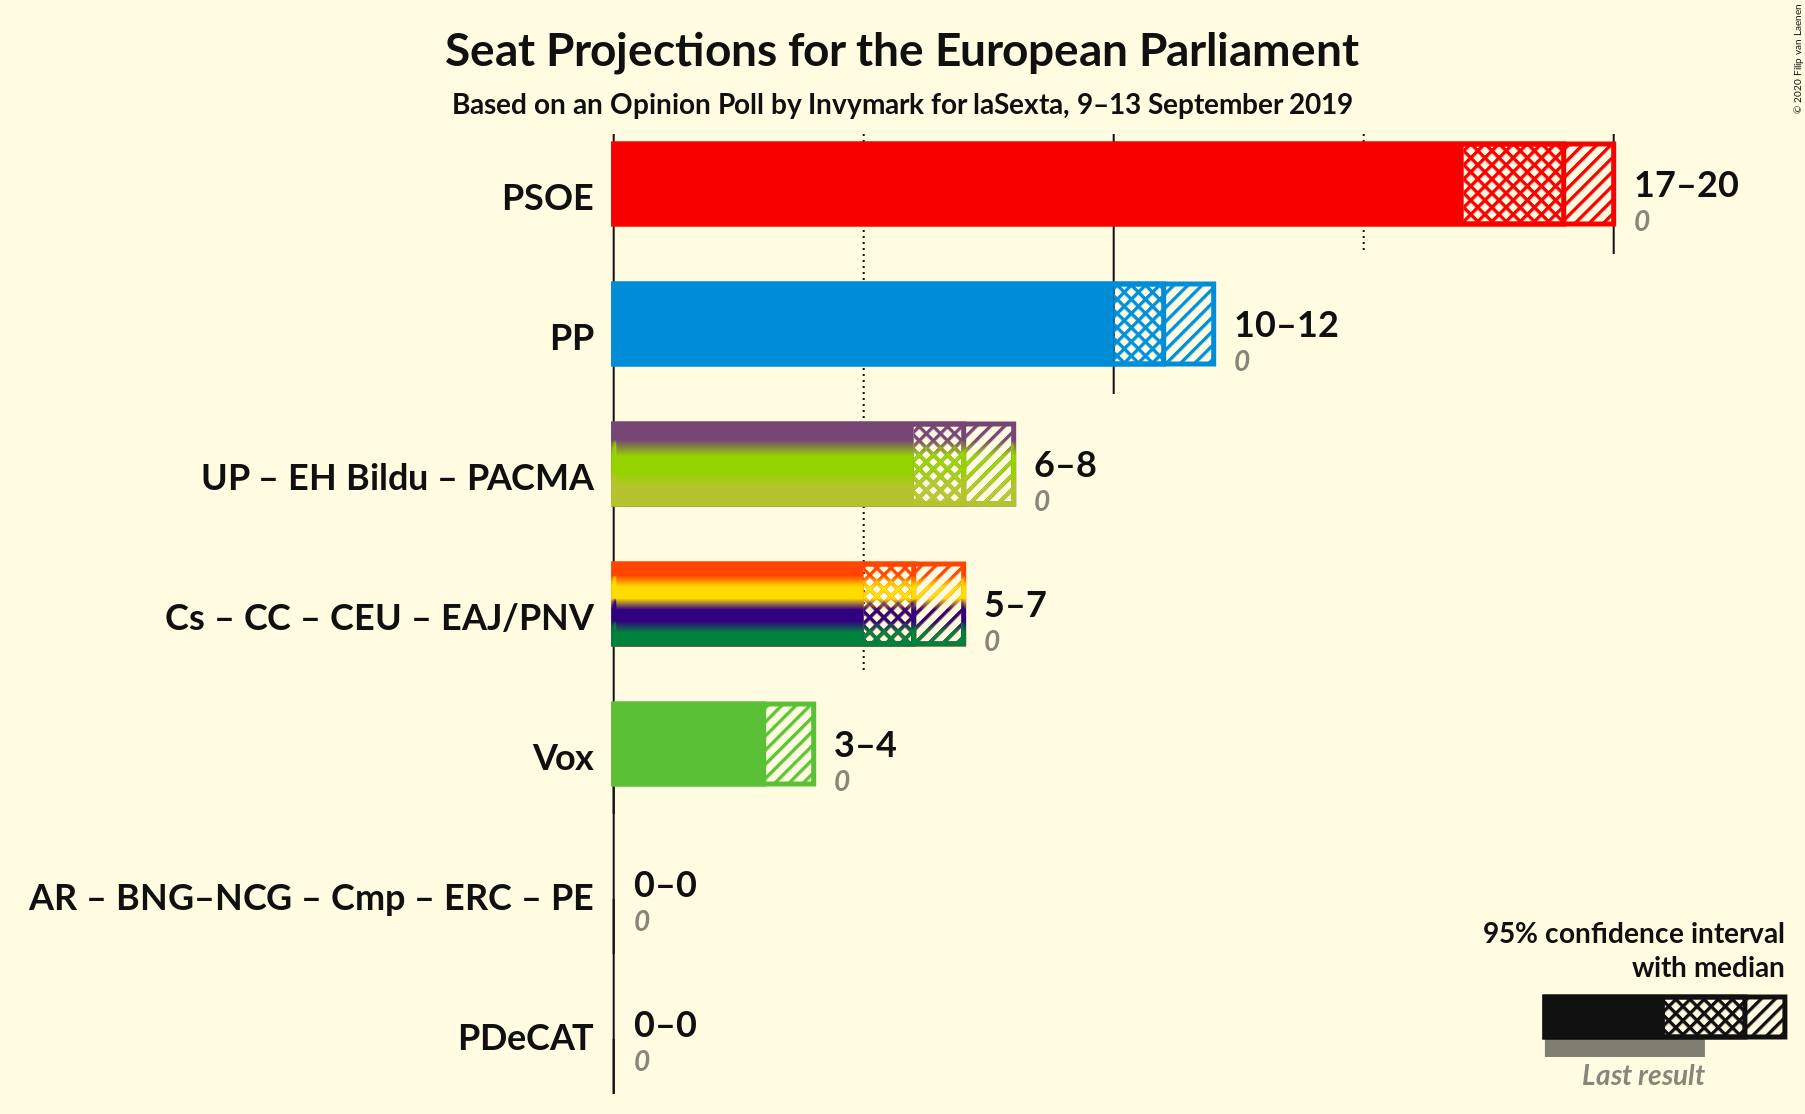 Seat Projections for the European Parliament
Based on an Opinion Poll by Invymark for laSexta, 9–13 September 2019
© 2020 Filip van Laenen
PSOE
17–20
0
PP
10–12
0
UP – EH Bildu – PACMA
6–8
0
Cs – CC – CEU – EAJ/PNV
5–7
0
Vox
3–4
0
AR – BNG–NCG – Cmp – ERC – PE
0–0
0
PDeCAT
0–0
0
95% confidence interval
with median
Last result